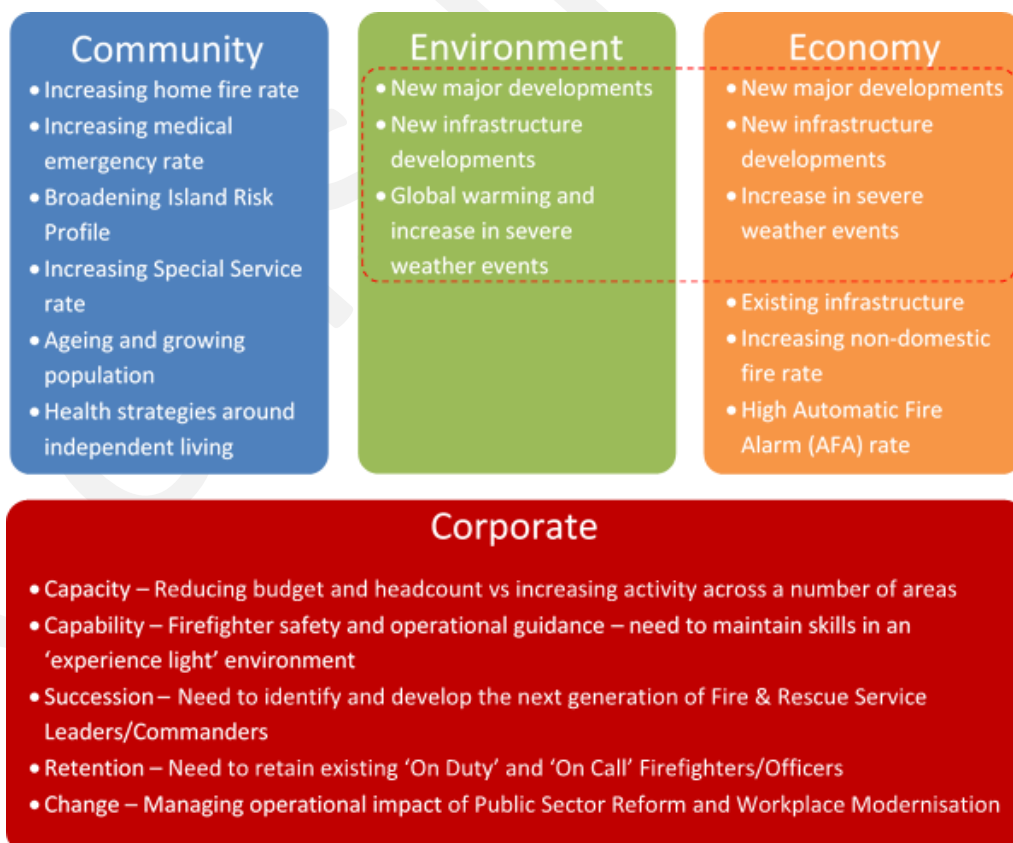 Community
• Increasing home fire rate
• Increasing medical
emergency rate
• Broadening Island Risk
Profile
• Increasing Special Service
rate
• Ageing and growing
population
• Health strategies around
independent living
Environment
• New major developments
• New infrastructure
developments
• Global warming and
increase in severe
weather events
Economy
• New major developments
• New infrastructure
developments
• Increase in severe
weather events
• Existing infrastructure
• Increasing non-domestic
fire rate
• High Automatic Fire
Alarm (AFA) rate
Corporate
• Capacity – Reducing budget and headcount vs increasing activity across a number of areas
• Capability – Firefighter safety and operational guidance – need to maintain skills in an
‘experience light’ environment
• Succession – Need to identify and develop the next generation of Fire & Rescue Service
Leaders/Commanders
• Retention – Need to retain existing ‘On Duty’ and ‘On Call’ Firefighters/Officers
• Change – Managing operational impact of Public Sector Reform and Workplace Modernisation